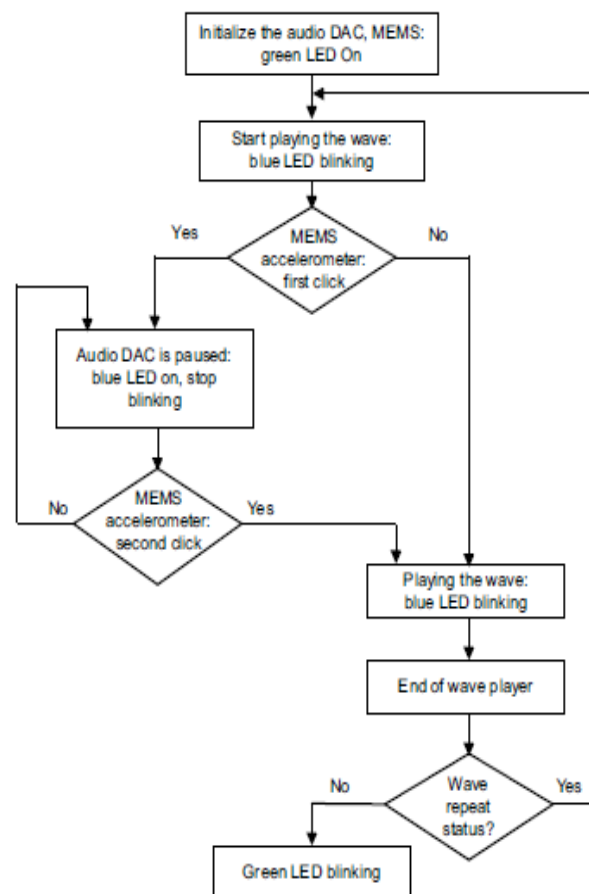 Initialize the audio DAC, MEMS:
green LED On
Start playing the wave:
blue LED blinking
Yes
MEMS
accelerometer:
first click
No
Audio DAC is paused:
blue LED on, stop
blinking
No
MEMS
accelerometer:
second click
Yes
Playing the wave:
blue LED blinking
End of wave player
No
Wave
repeat
status?
Yes
Green LED blinking